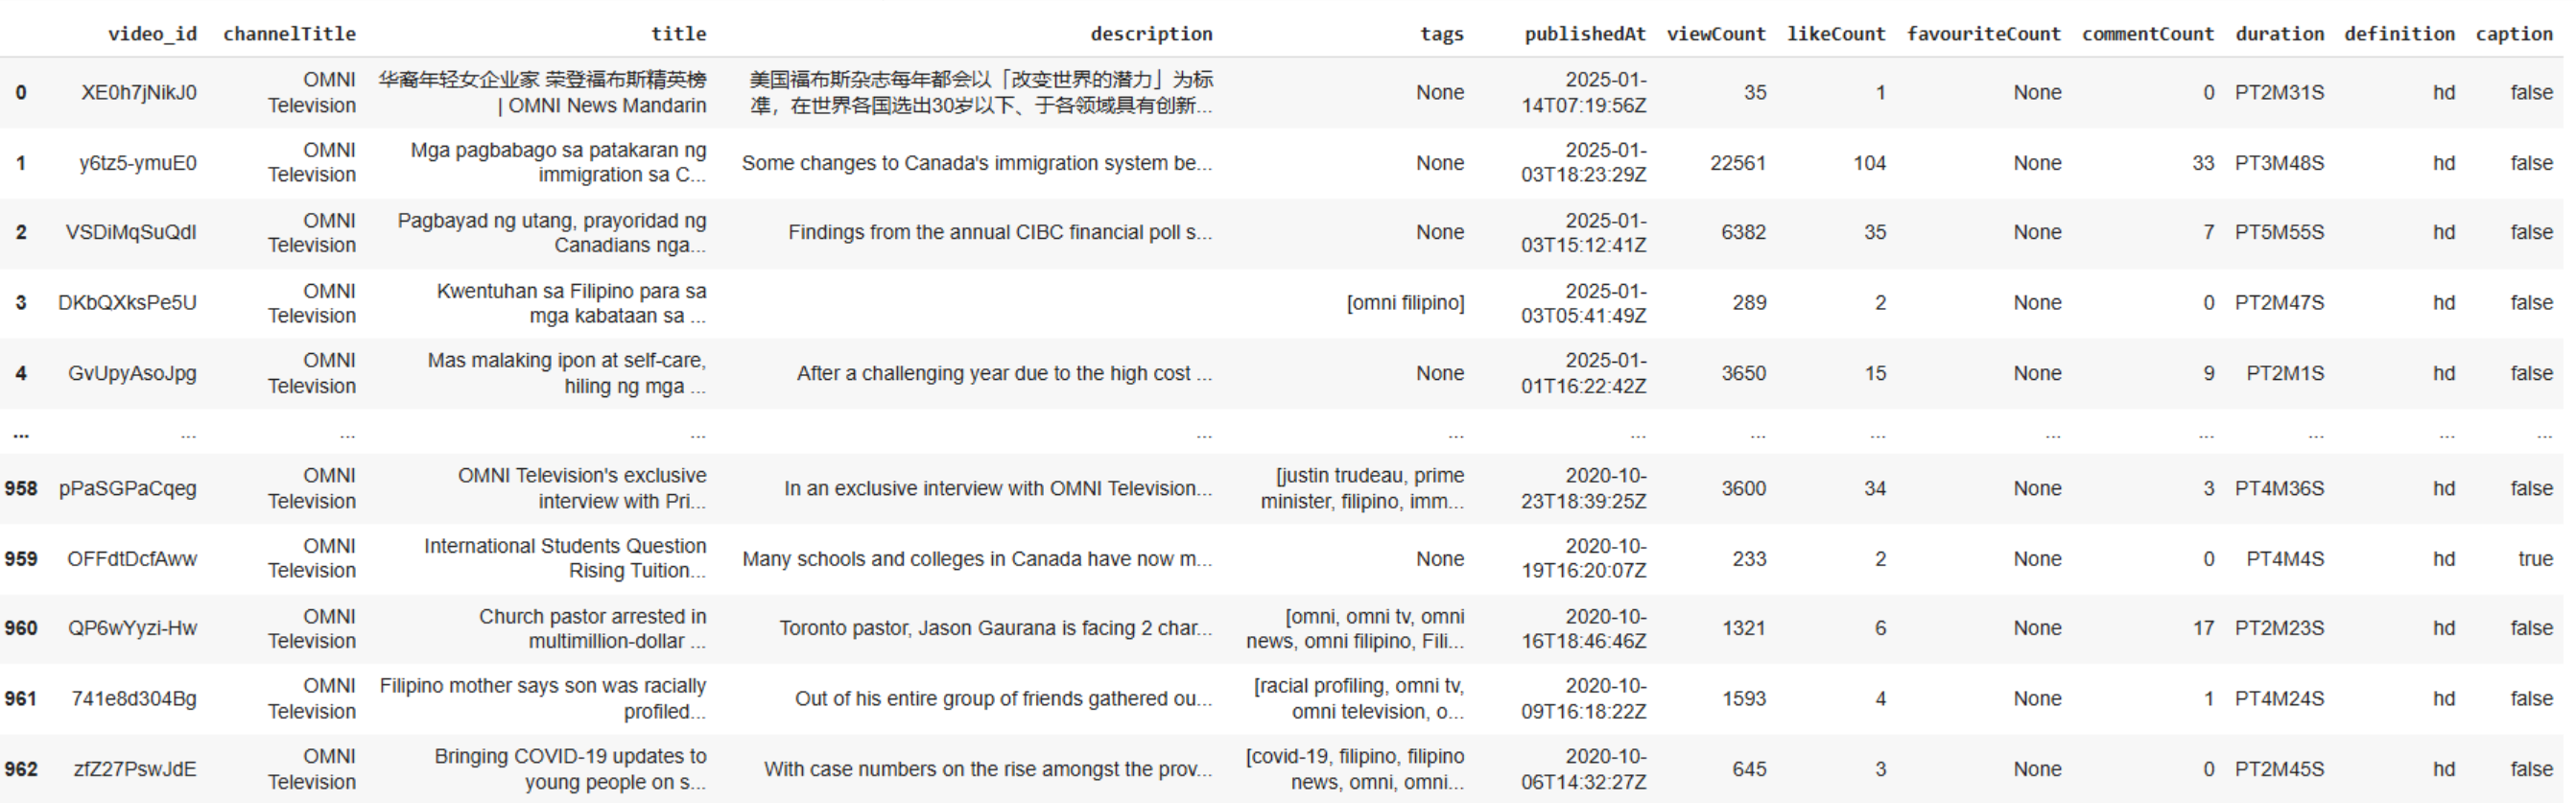 video_id channelTitle title description tags publishedAt viewCount likeCount favouriteCount commentCount duration definition caption
0 XE0h7jNikJ0 OMNI Television 华裔年轻女企业家 荣登福布斯精英榜 | OMNI News Mandarin 美国福布斯杂志每年都会以「改变世界的潜力」为标准，在世界各国选出30岁以下、于各领域具有创新... None 2025-01-14T07:19:56Z 35 1 None 0 PT2M31S hd false
1 y6tz5-ymuE0 OMNI Television Mga pagbabago sa patakaran ng immigration sa C... Some changes to Canada's immigration system be... None 2025-01-03T18:23:29Z 22561 104 None 33 PT3M48S hd false
2 VSDiMqSuQdI OMNI Television Pagbayad ng utang, prayoridad ng Canadians nga... Findings from the annual CIBC financial poll s... None 2025-01-03T15:12:41Z 6382 35 None 7 PT5M55S hd false
3 DKbQXksPe5U OMNI Television Kwentuhan sa Filipino para sa mga kabataan sa ... [omni filipino] 2025-01-03T05:41:49Z 289 2 None 0 PT2M47S hd false
4 GvUpyAsoJpg OMNI Television Mas malaking ipon at self-care, hiling ng mga ... After a challenging year due to the high cost ... None 2025-01-01T16:22:42Z 3650 15 None 9 PT2M1S hd false
... ... ... ... ... ... ... ... ... ... ... ... ... ...
958 pPaSGPaCqeg OMNI Television OMNI Television's exclusive interview with Pri... In an exclusive interview with OMNI Television... [justin trudeau, prime minister, filipino, imm... 2020-10-23T18:39:25Z 3600 34 None 3 PT4M36S hd false
959 OFFdtDcfAww OMNI Television International Students Question Rising Tuition... Many schools and colleges in Canada have now m... None 2020-10-19T16:20:07Z 233 2 None 0 PT4M4S hd true
960 QP6wYyzi-Hw OMNI Television Church pastor arrested in multimillion-dollar ... Toronto pastor, Jason Gaurana is facing 2 char... [omni, omni tv, omni news, omni filipino, Fili... 2020-10-16T18:46:46Z 1321 6 None 17 PT2M23S hd false
961 741e8d304Bg OMNI Television Filipino mother says son was racially profiled... Out of his entire group of friends gathered ou... [racial profiling, omni tv, omni television, o... 2020-10-09T16:18:22Z 1593 4 None 1 PT4M24S hd false
962 zfZ27PswJdE OMNI Television Bringing COVID-19 updates to young people on s... With case numbers on the rise amongst the prov... [covid-19, filipino, filipino news, omni, omni... 2020-10-06T14:32:27Z 645 3 None 0 PT2M45S hd false